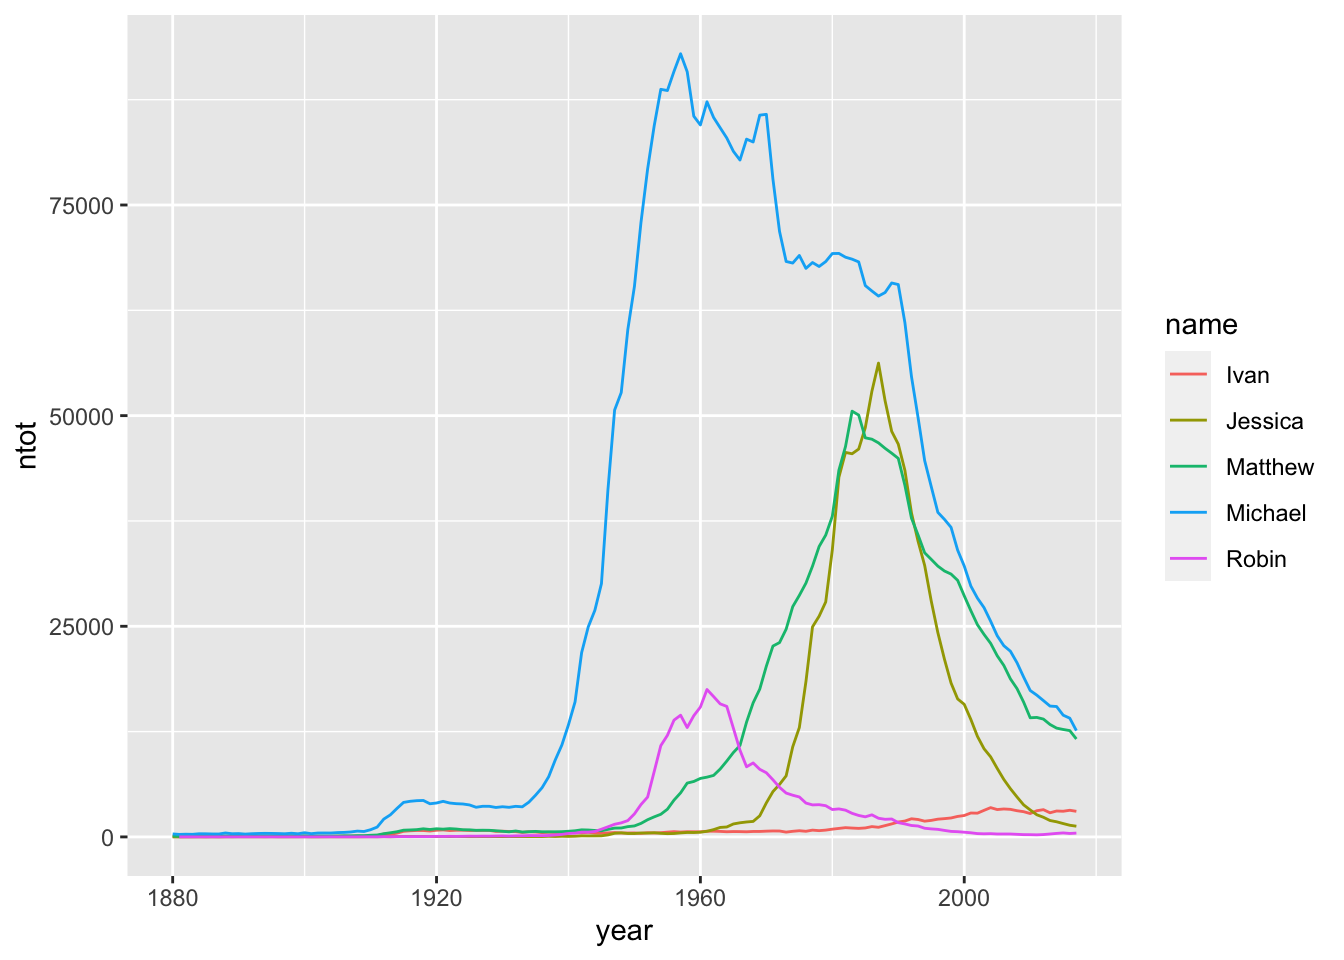 75000
50000
25000
0
ntot
1880 1920 1960 2000
year
name
Ivan
Jessica
Matthew
Michael
Robin